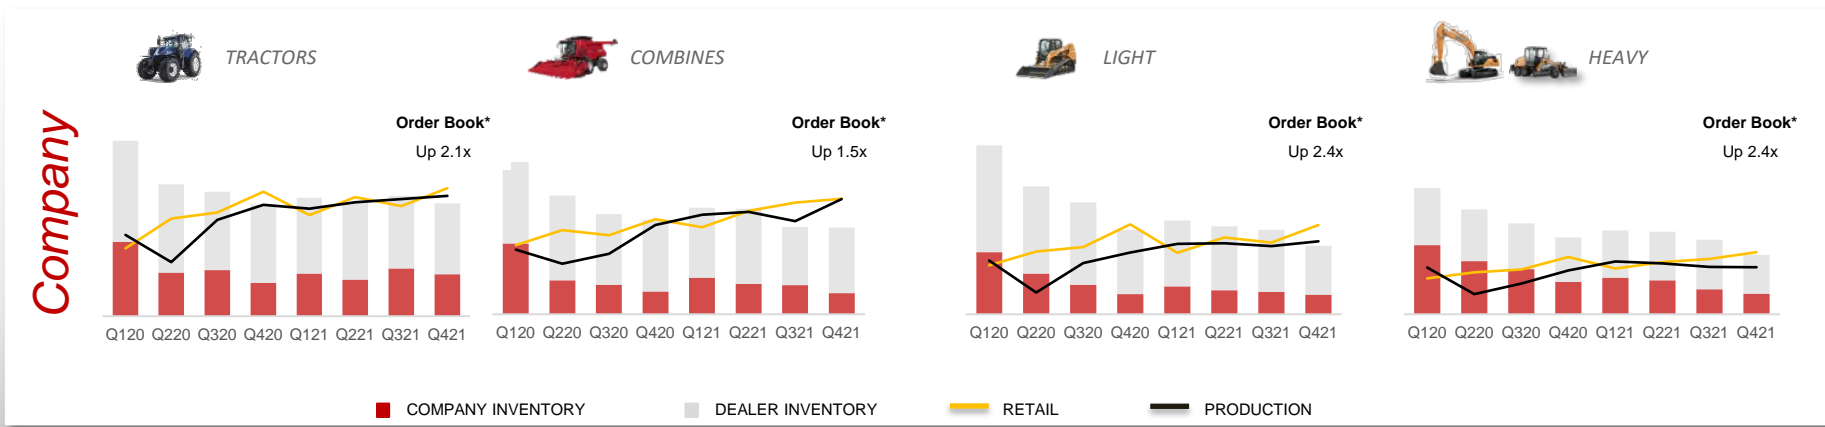 TRACTORS
COMBINES
LIGHT
HEAVY
Company
Order Book*
Up 2.1x
Order Book*
Up 1.5x
Order Book*
Up 2.4x
Order Book*
Up 2.4x
Q120 Q220 Q320 Q420 Q121 Q221 Q321 Q421
Q120 Q220 Q320 Q420 Q121 Q221 Q321 Q421
Q120 Q220 Q320 Q420 Q121 Q221 Q321 Q421
Q120 Q220 Q320 Q420 Q121 Q221 Q321 Q421
COMPANY INVENTORY
DEALER INVENTORY
RETAIL
PRODUCTION